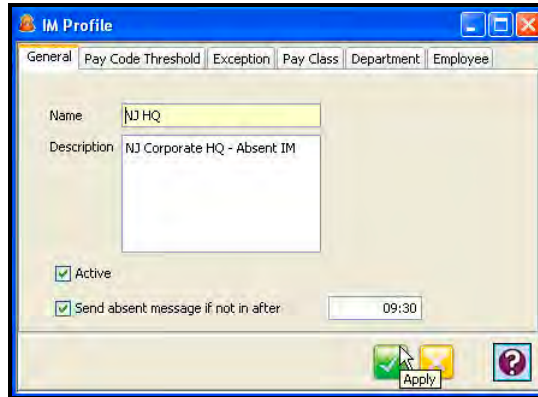 IM Profile
General Pay Code Threshold Exception Pay Class Department Employee
Name NJ HQ
Description NJ Corporate HQ - Absent IM
Active
Send absent message if not in after 09:30
Apply
?